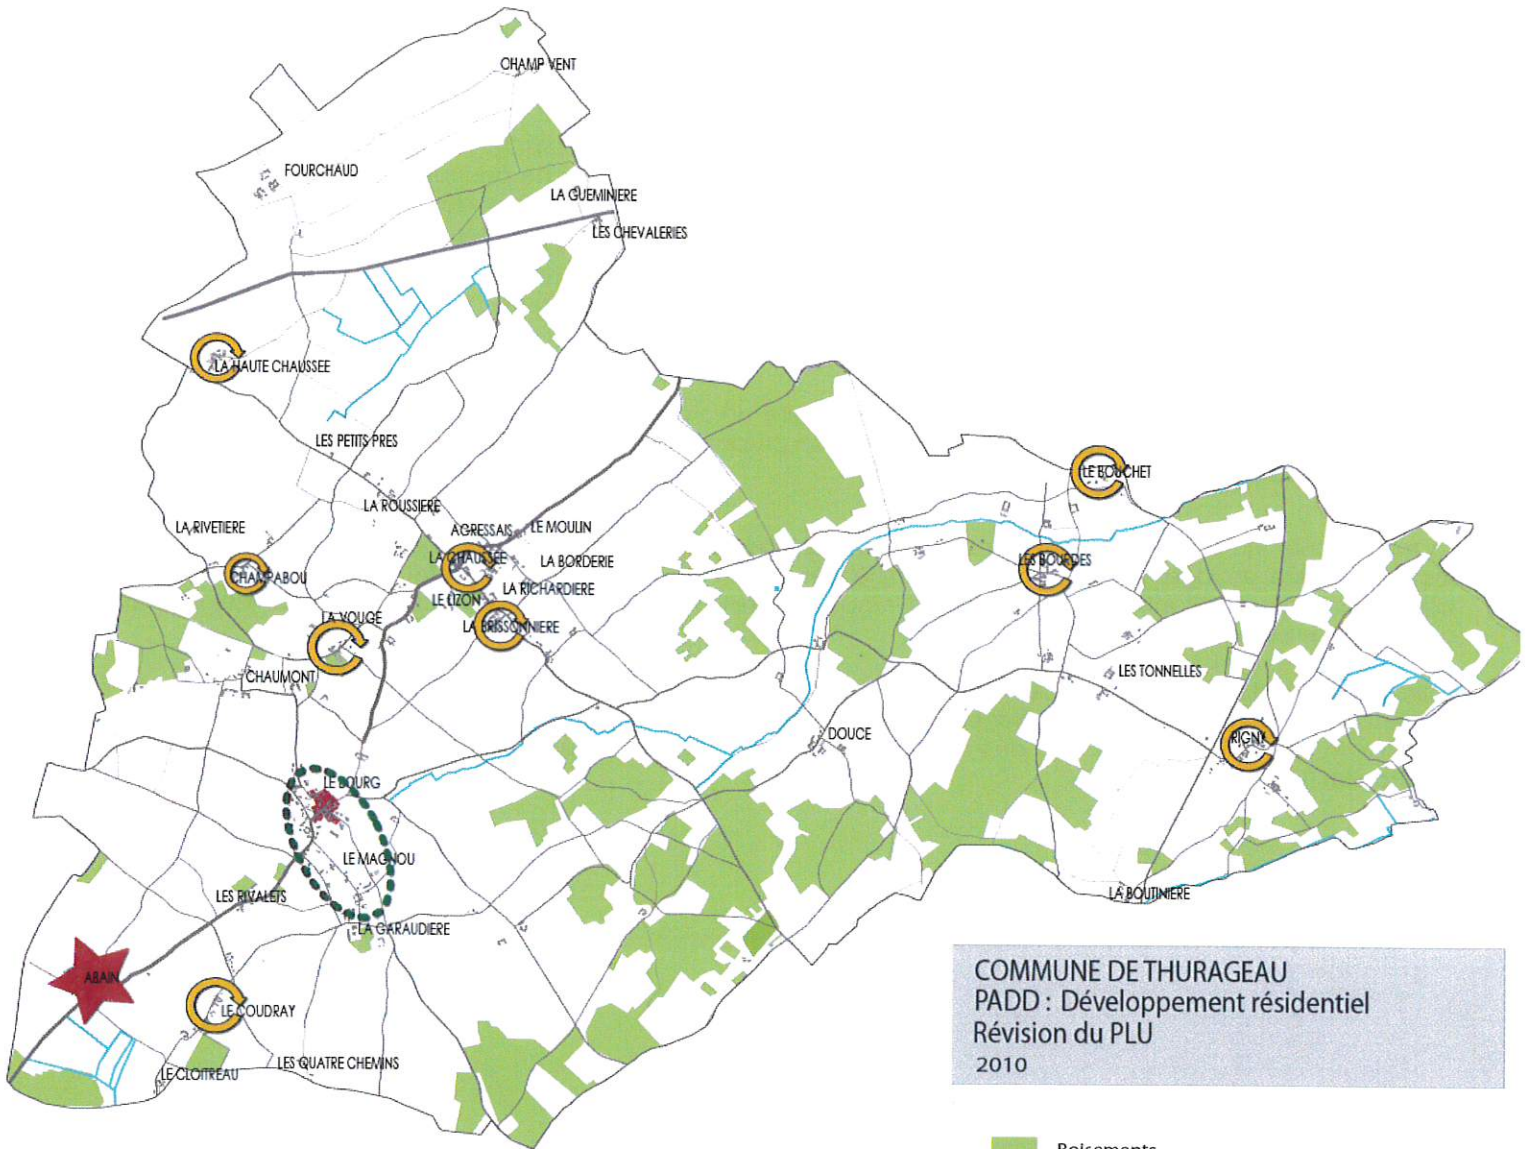 CHAMP VENT
FOURCHAUD
LA GUEMINIERE
LES CHEVALERIES
LA HAUTE CHAUSSEE
LES PETITS PRES
LE BOUCHET
LA ROUSSIERE
LA RIVETIERE
AGRESSAIS
LE MOULIN
LA CHAUSSEE
LA BORDERIE
LES BOURDES
CHAMPABOU
LA RICHARDIERE
LE LIZON
LA VOUGE
LA BRISSONNIERE
CHAUMONT
LES TONNELLES
DOUCE
RIGNY
LE BOURG
LE MAGNOU
LES RIVALETS
LA BOUTINIERE
LA GARAUDIERE
ABAIN
LE COUDRAY
LES QUATRE CHEMINS
LE CLOITREAU
COMMUNE DE THURAGEAU
PADD : Développement résidentiel
Révision du PLU
2010
Boisements